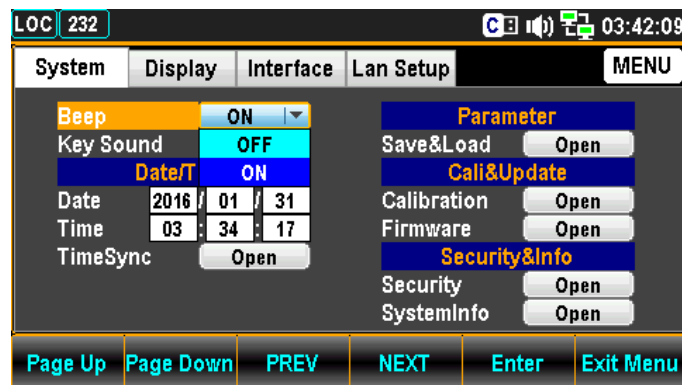 LOC 232 C 03:42:09
System Display Interface Lan Setup MENU
Beep ON
Key Sound OFF
Date/T ON
Date 2016 / 01 / 31
Time 03 : 34 : 17
TimeSync Open
Parameter
Save&Load Open
Cali&Update
Calibration Open
Firmware Open
Security&Info
Security Open
SystemInfo Open
Page Up Page Down PREV NEXT Enter Exit Menu